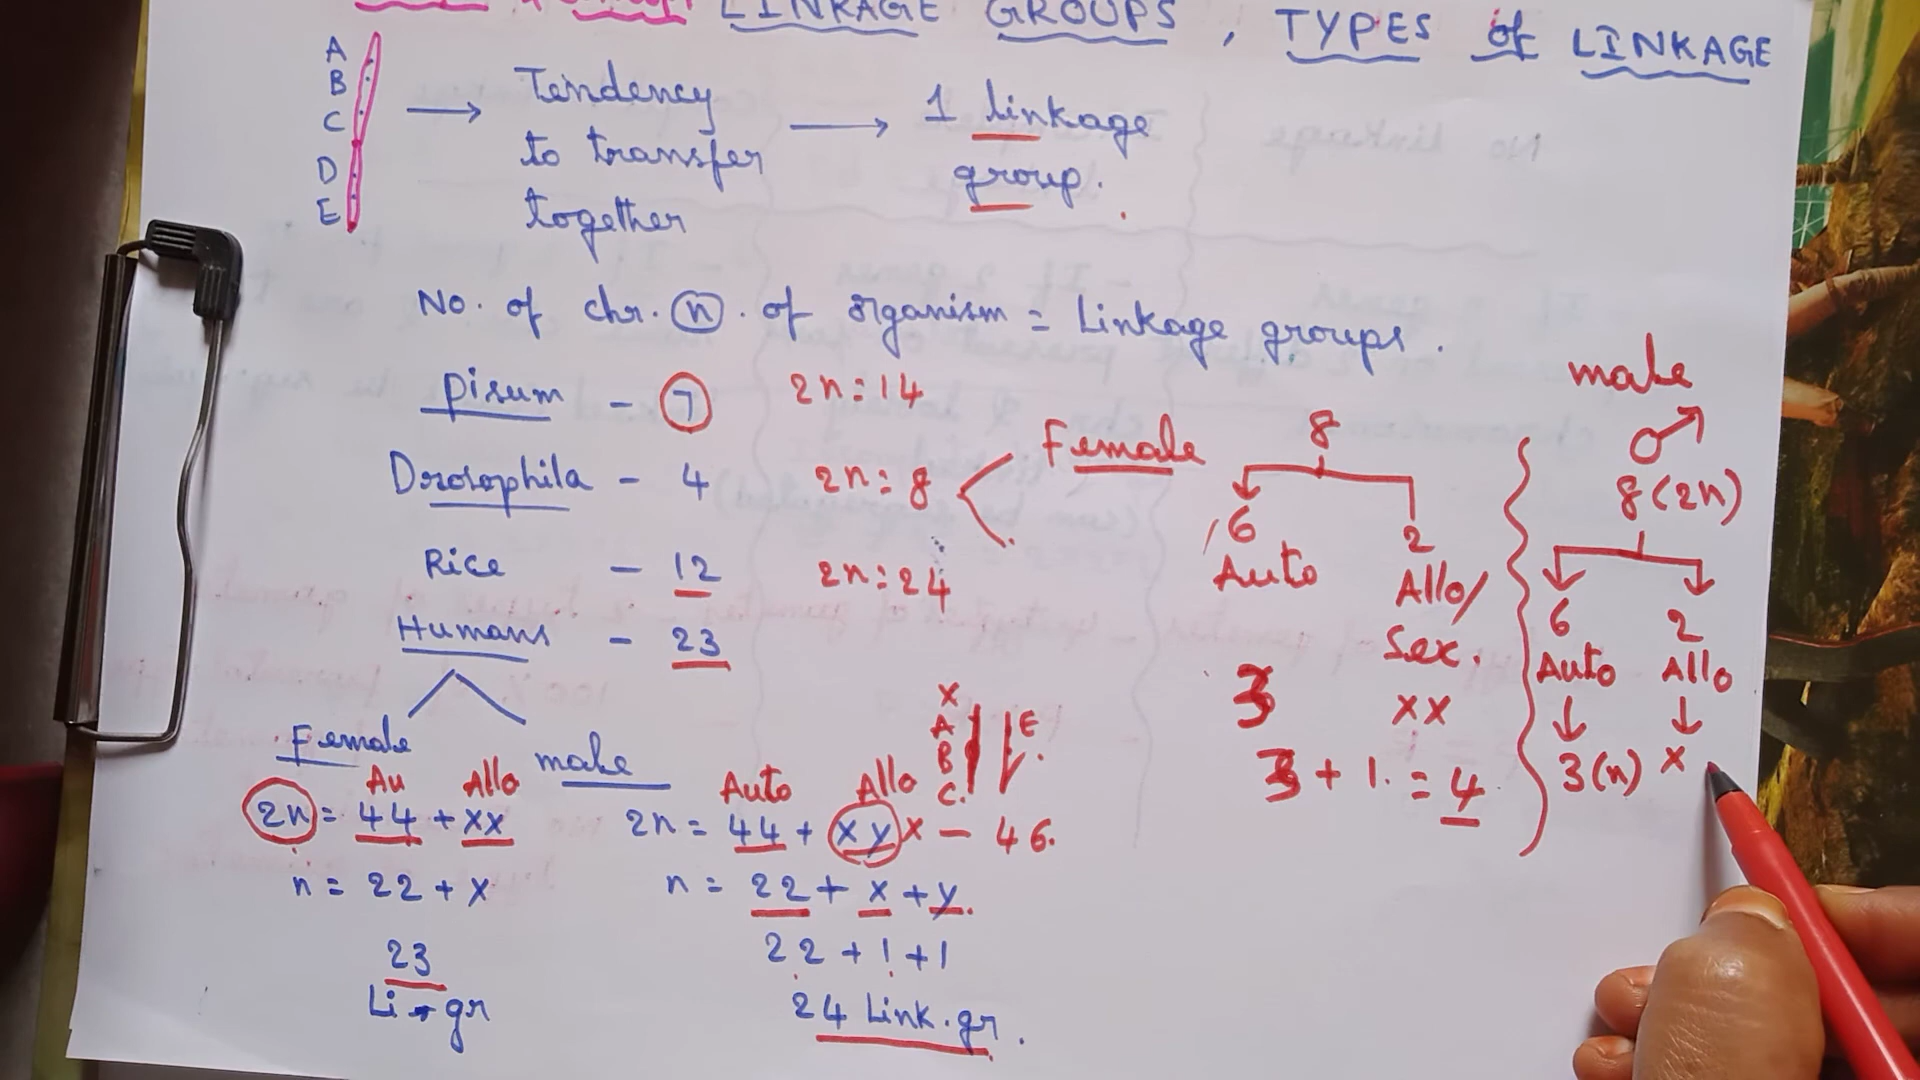 LINKAGE GROUPS, TYPES of LINKAGE
A
B
C
D
E
Tendency
to transfer
together
1 linkage
group.
No. of chr. n . of organism = Linkage groups.
Pisum - 7 2n = 14
Drosophila - 4 2n = 8
Rice - 12 2n = 24
Humans - 23
Female
8
6
Auto
2
Allo/
Sex.
XX
3
3 + 1. = 4
male
♂
8 (2n)
6
Auto
2
Allo
3(n) X
Female
Au Allo
2n = 44 + XX
n = 22 + X
23
Li-gr
male
Auto Allo
2n = 44 + XY X - 46.
n = 22 + X + Y.
22 + 1 + 1
24 Link. gr.
X
A
B
C.
E